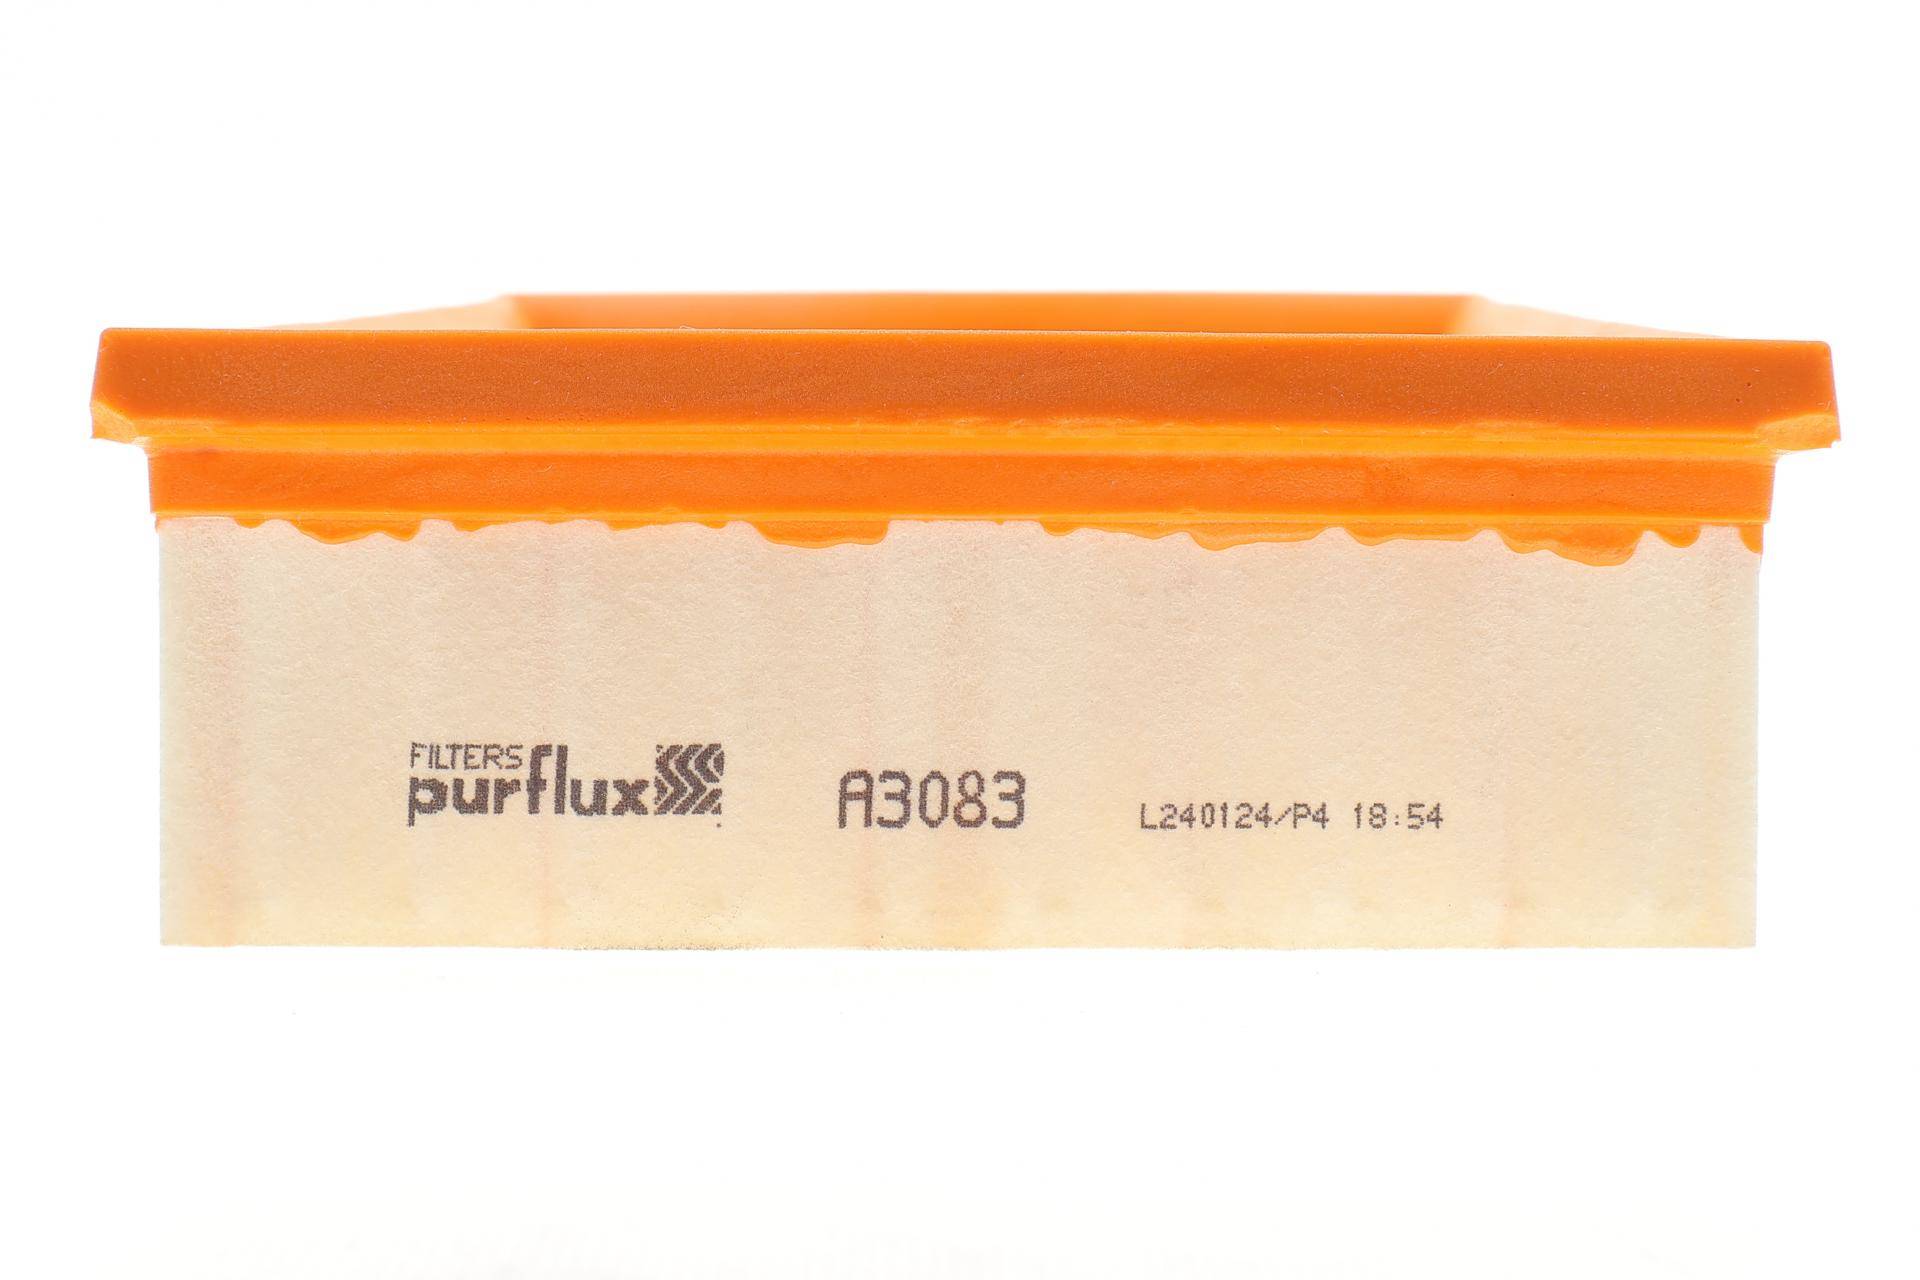 FILTERS
purflux
A3083
L240124/P4 18:54